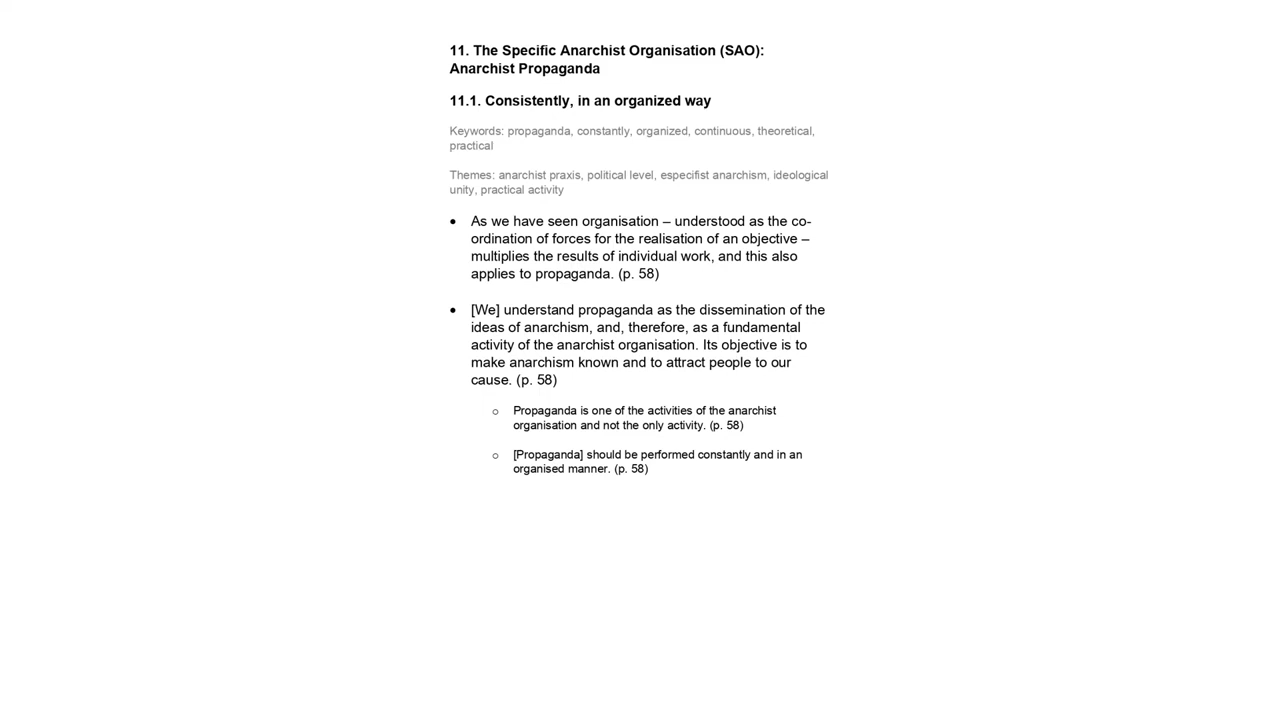 11. The Specific Anarchist Organisation (SAO):
Anarchist Propaganda
11.1. Consistently, in an organized way
Keywords: propaganda, constantly, organized, continuous, theoretical,
practical
Themes: anarchist praxis, political level, especifist anarchism, ideological
unity, practical activity
• As we have seen organisation – understood as the co-
ordination of forces for the realisation of an objective –
multiplies the results of individual work, and this also
applies to propaganda. (p. 58)
• [We] understand propaganda as the dissemination of the
ideas of anarchism, and, therefore, as a fundamental
activity of the anarchist organisation. Its objective is to
make anarchism known and to attract people to our
cause. (p. 58)
○ Propaganda is one of the activities of the anarchist
organisation and not the only activity. (p. 58)
○ [Propaganda] should be performed constantly and in an
organised manner. (p. 58)